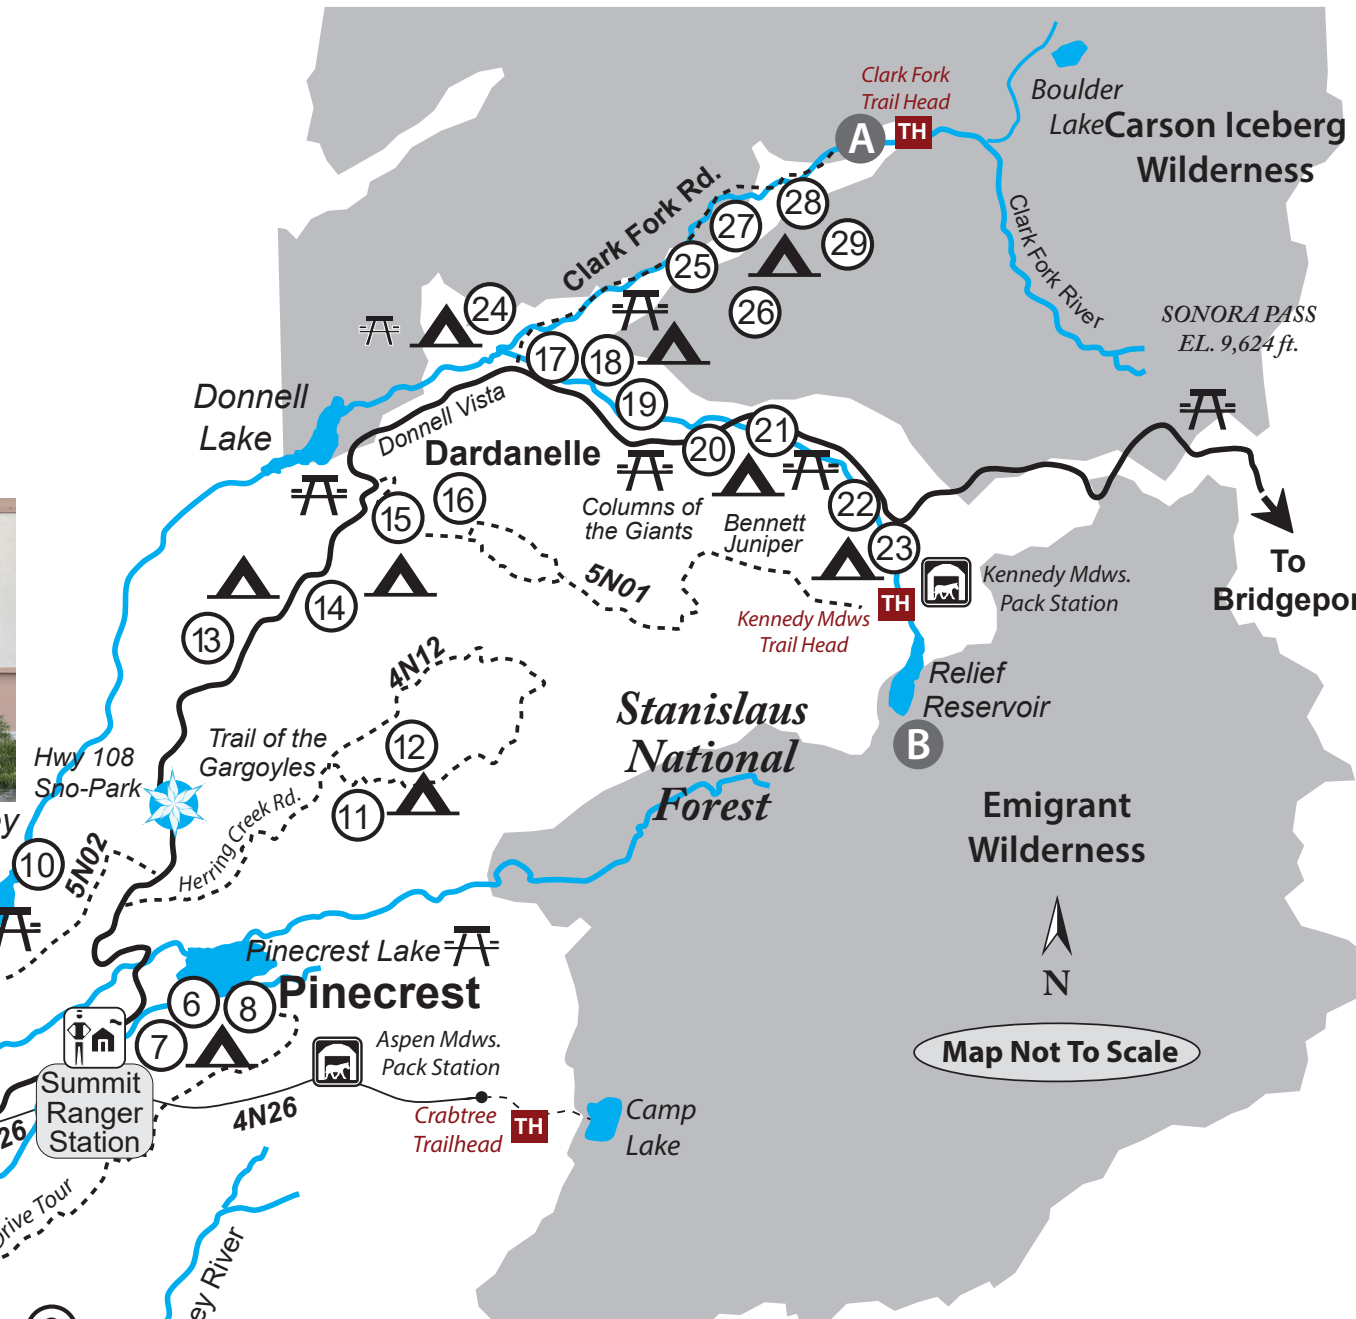 Clark Fork
Trail Head
TH
A
Boulder
Lake
Carson Iceberg
Wilderness
Clark Fork Rd.
28
27
29
25
26
Clark Fork River
SONORA PASS
EL. 9,624 ft.
24
17
18
19
Donnell
Lake
Donnell Vista
Dardanelle
20
21
16
15
Columns of
the Giants
Bennett
Juniper
22
23
To
5N01
Kennedy Mdws.
Pack Station
TH
Kennedy Mdws
Trail Head
14
13
4N12
Relief
Reservoir
B
Stanislaus
National
Forest
Trail of the
Gargoyles
12
11
Hwy 108
Sno-Park
Herring Creek Rd.
Emigrant
Wilderness
10
5N02
N
Pinecrest Lake
Pinecrest
6
8
7
Map Not To Scale
Aspen Mdws.
Pack Station
Summit
Ranger
Station
4N26
26
Crabtree
Trailhead
TH
Camp
Lake
Drive Tour